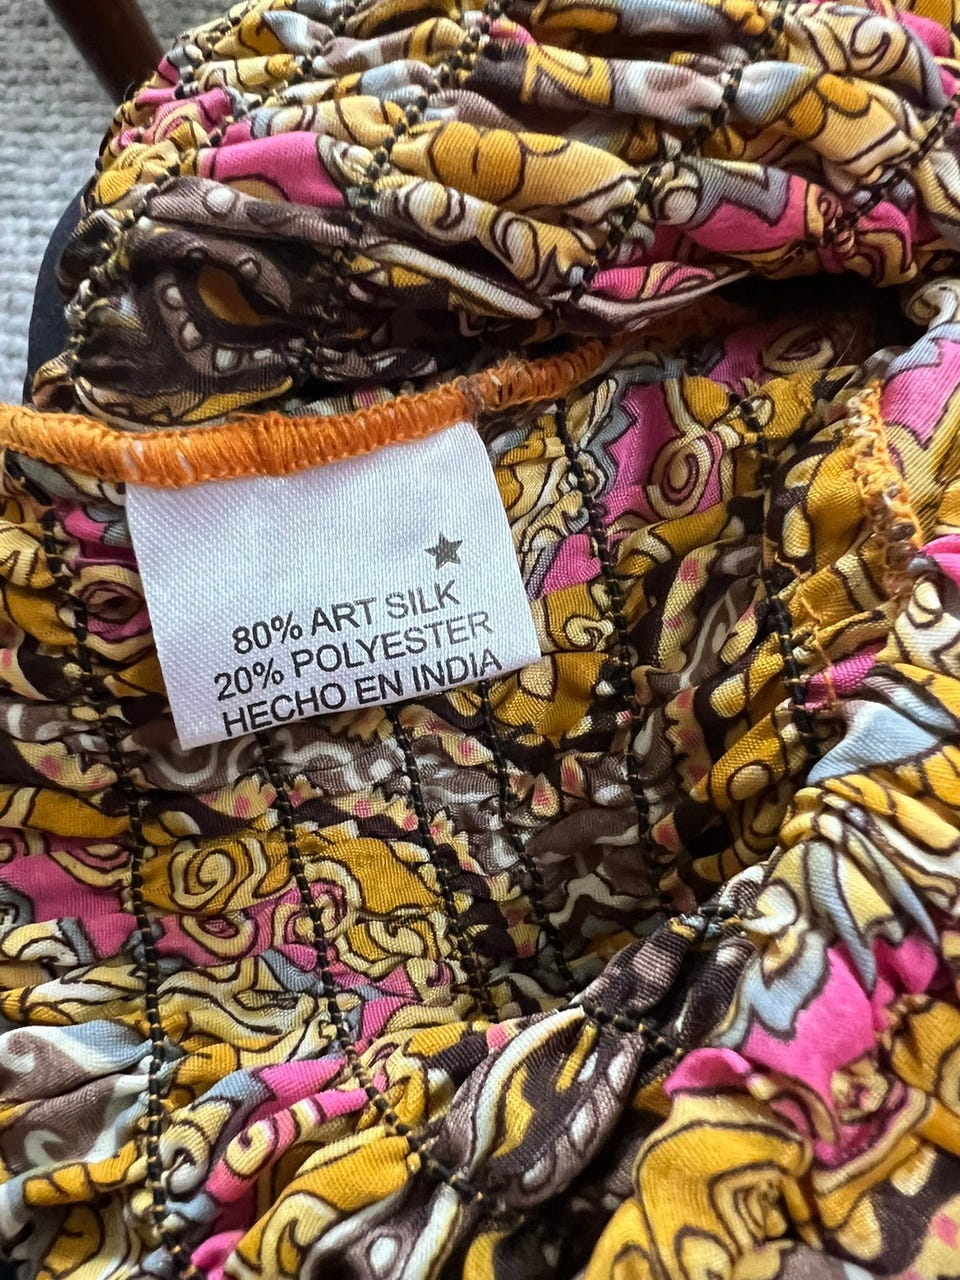 80% ART SILK
20% POLYESTER
HECHO EN INDIA